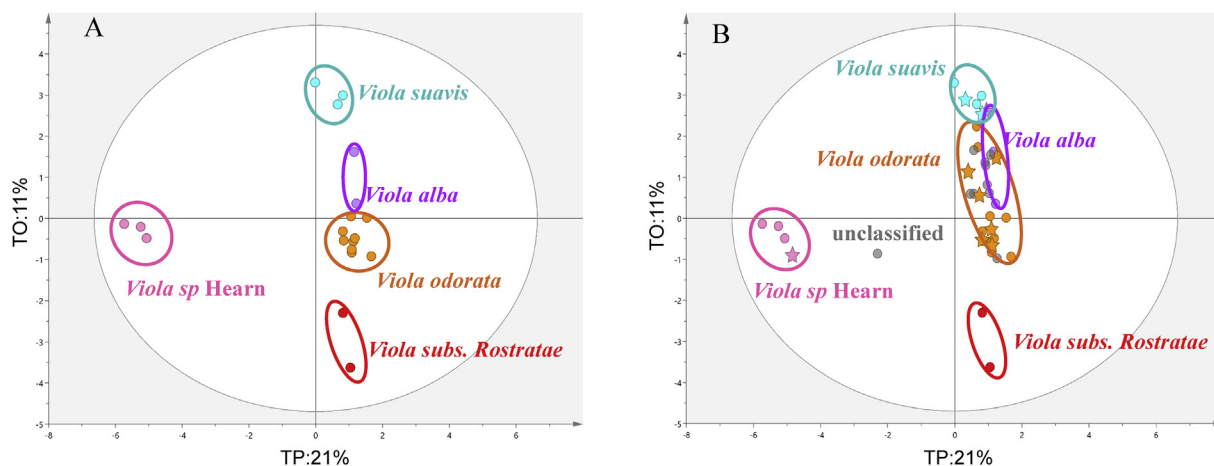 A
5
4
3
2
1
0
-1
-2
-3
-4
-5
-8
-6
-4
-2
0
2
4
6
TO:11%
TP:21%
Viola suavis
Viola alba
Viola odorata
Viola sp Hearn
Viola subs. Rostratae
B
5
4
3
2
1
0
-1
-2
-3
-4
-5
-8
-6
-4
-2
0
2
4
6
TO:11%
TP:21%
Viola suavis
Viola alba
Viola odorata
unclassified
Viola sp Hearn
Viola subs. Rostratae